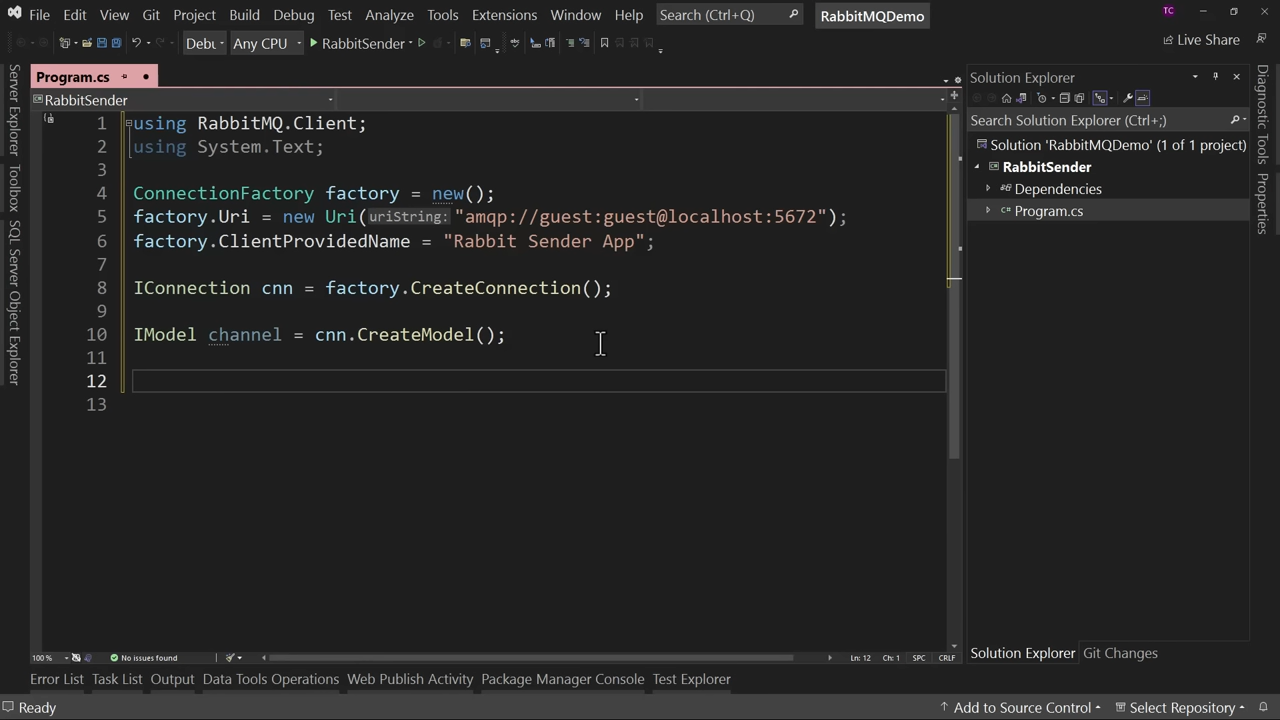 File Edit View Git Project Build Debug Test Analyze Tools Extensions Window Help Search (Ctrl+Q) RabbitMQDemo TC
Debu Any CPU RabbitSender Live Share
Program.cs
RabbitSender
1 using RabbitMQ.Client;
2 using System.Text;
3
4 ConnectionFactory factory = new();
5 factory.Uri = new Uri(uriString: "amqp://guest:guest@localhost:5672");
6 factory.ClientProvidedName = "Rabbit Sender App";
7
8 IConnection cnn = factory.CreateConnection();
9
10 IModel channel = cnn.CreateModel();
11
12
13
100 % No issues found Ln: 12 Ch: 1 SPC CRLF
Server Explorer
Toolbox
SQL Server Object Explorer
Solution Explorer
Search Solution Explorer (Ctrl+;)
Solution 'RabbitMQDemo' (1 of 1 project)
RabbitSender
Dependencies
C# Program.cs
Solution Explorer Git Changes
Diagnostic Tools
Properties
Error List Task List Output Data Tools Operations Web Publish Activity Package Manager Console Test Explorer
Ready Add to Source Control Select Repository